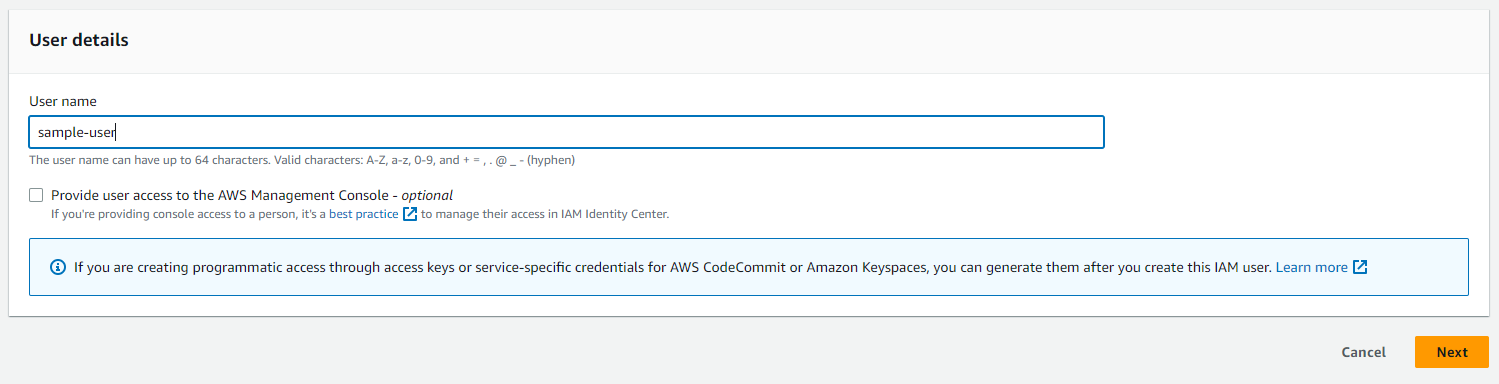 User details
User name
sample-user
The user name can have up to 64 characters. Valid characters: A-Z, a-z, 0-9, and + = , . @ _ - (hyphen)
Provide user access to the AWS Management Console - optional
If you're providing console access to a person, it's a best practice to manage their access in IAM Identity Center.
If you are creating programmatic access through access keys or service-specific credentials for AWS CodeCommit or Amazon Keyspaces, you can generate them after you create this IAM user. Learn more
Cancel Next